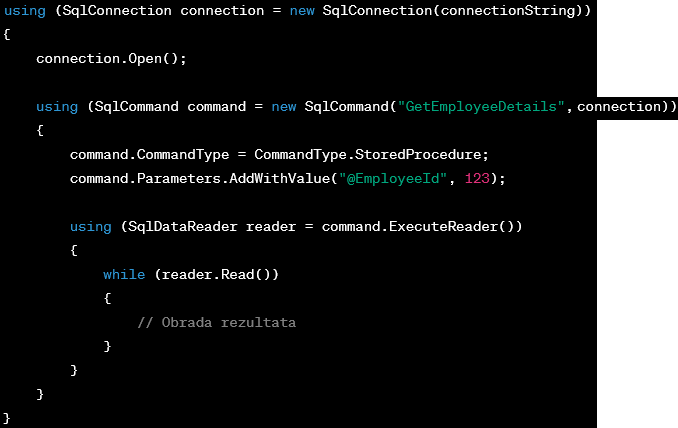 using (SqlConnection connection = new SqlConnection(connectionString))
{
    connection.Open();

    using (SqlCommand command = new SqlCommand("GetEmployeeDetails", connection))
    {
        command.CommandType = CommandType.StoredProcedure;
        command.Parameters.AddWithValue("@EmployeeId", 123);

        using (SqlDataReader reader = command.ExecuteReader())
        {
            while (reader.Read())
            {
                // Obrada rezultata
            }
        }
    }
}